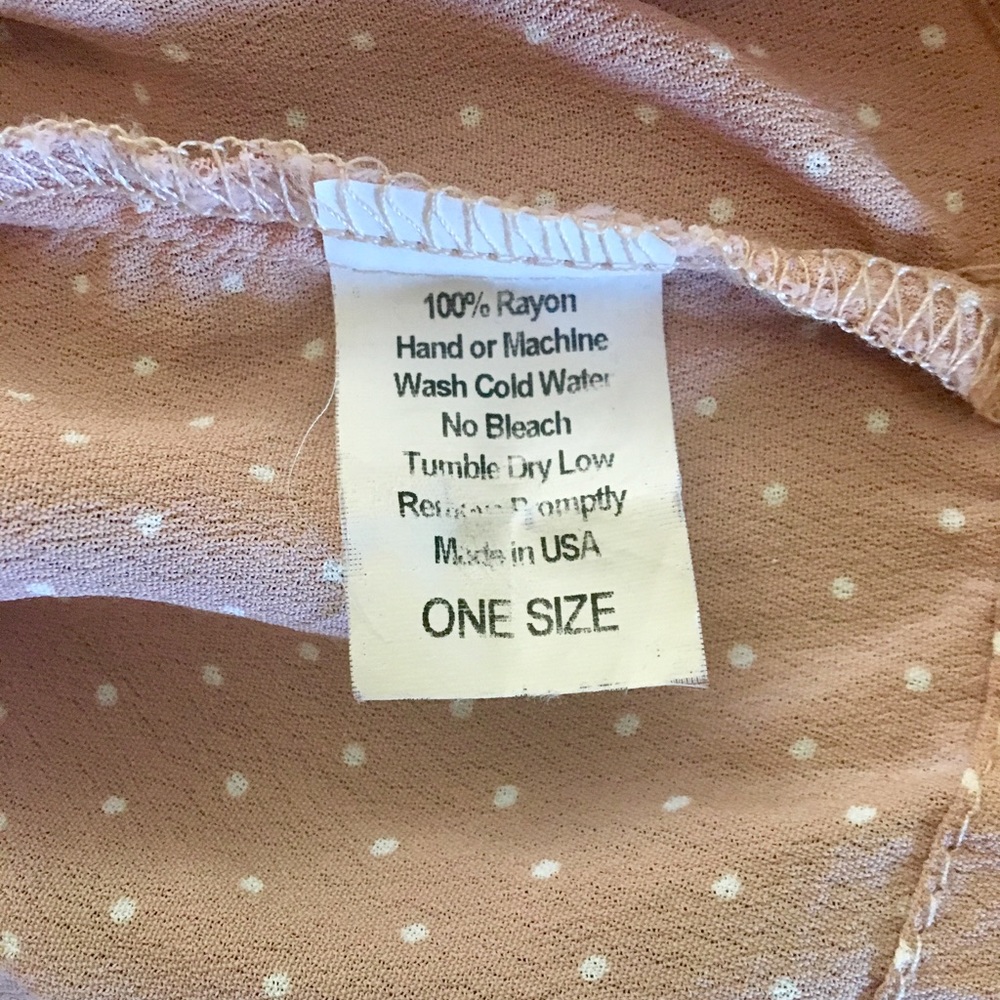 100% Rayon
Hand or Machine
Wash Cold Water
No Bleach
Tumble Dry Low
Promptly
Made in USA
ONE SIZE